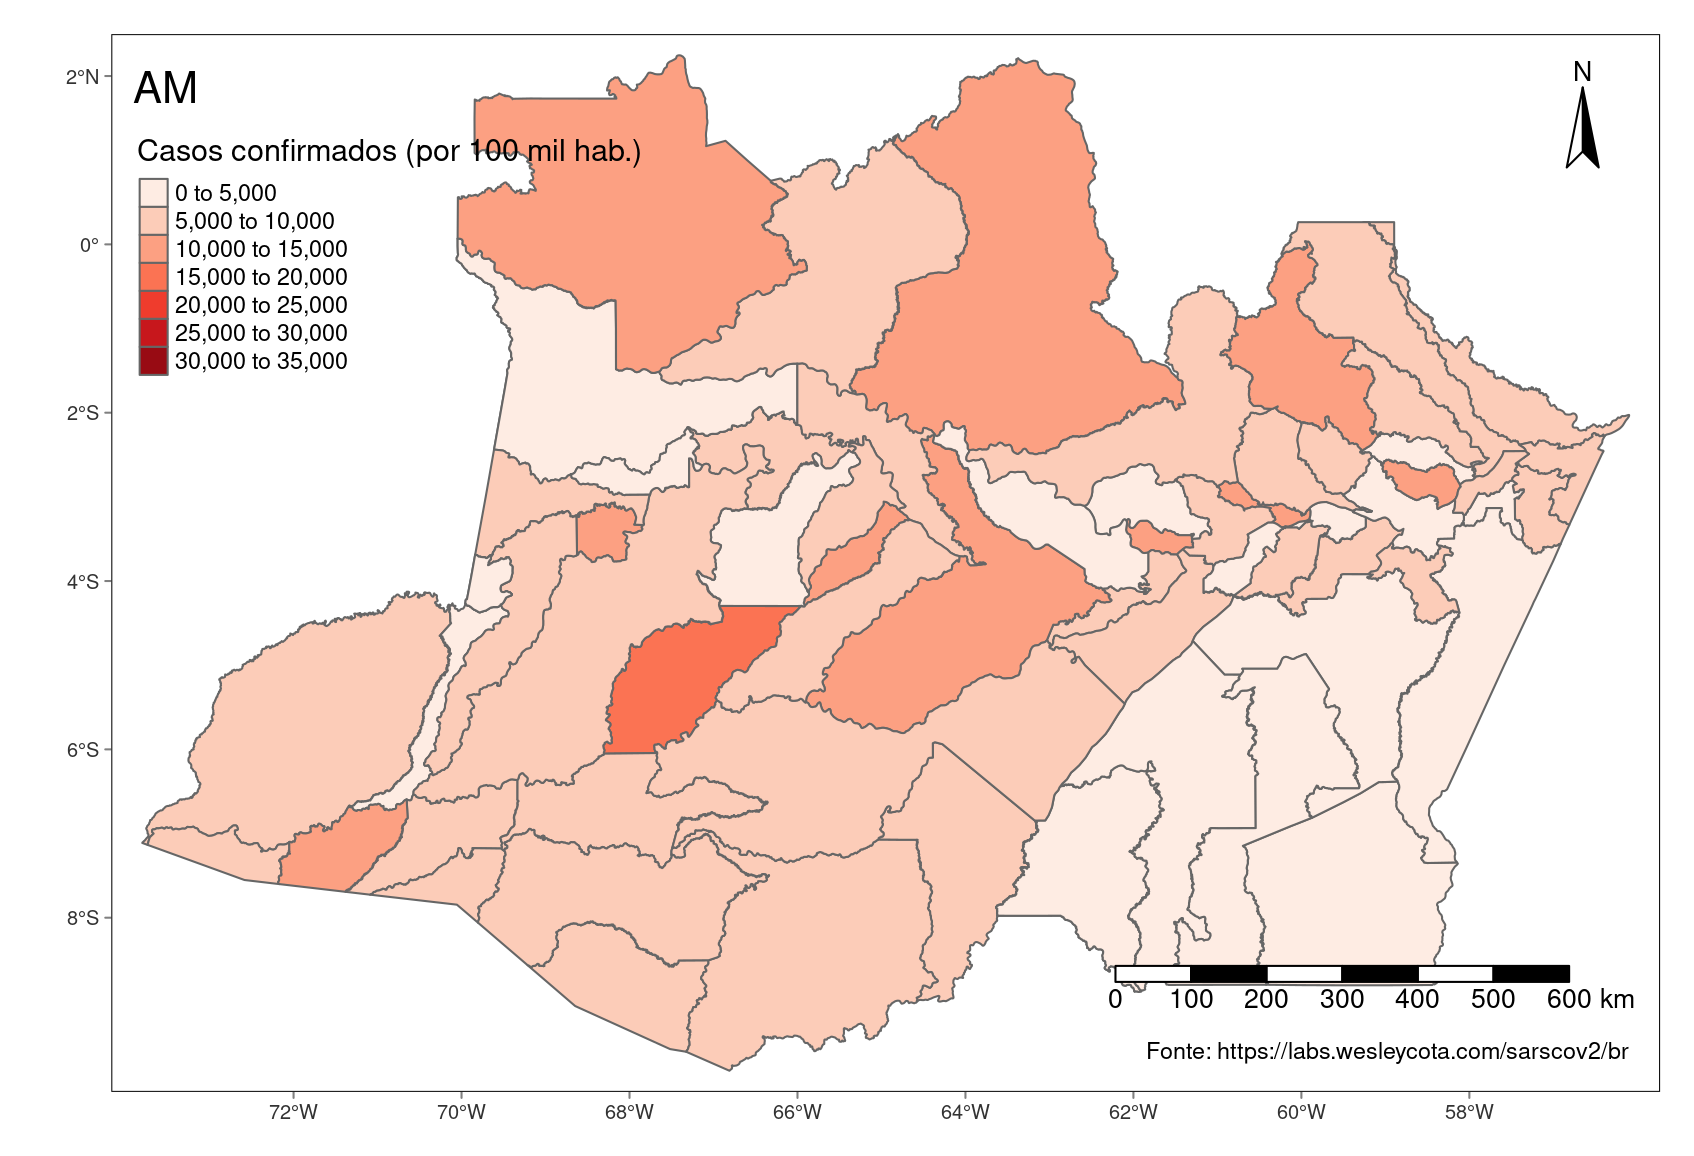 AM
N
Casos confirmados (por 100 mil hab.)
0 to 5,000
5,000 to 10,000
10,000 to 15,000
15,000 to 20,000
20,000 to 25,000
25,000 to 30,000
30,000 to 35,000
2°N
0°
2°S
4°S
6°S
8°S
0 100 200 300 400 500 600 km
Fonte: https://labs.wesleycota.com/sarscov2/br
72°W 70°W 68°W 66°W 64°W 62°W 60°W 58°W